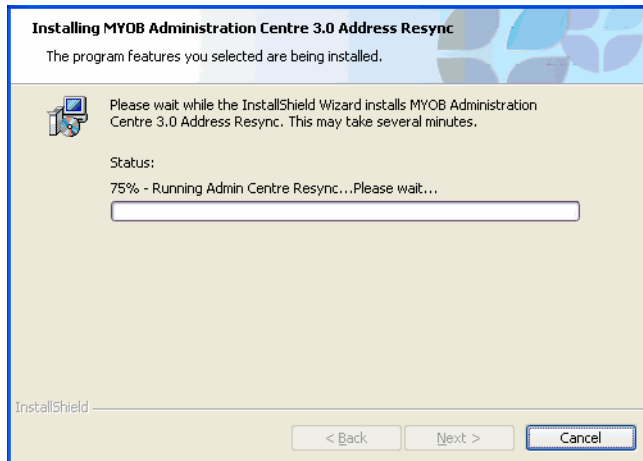 Installing MYOB Administration Centre 3.0 Address Resync
The program features you selected are being installed.
Please wait while the InstallShield Wizard installs MYOB Administration
Centre 3.0 Address Resync. This may take several minutes.
Status:
75% - Running Admin Centre Resync...Please wait...
InstallShield
< Back
Next >
Cancel